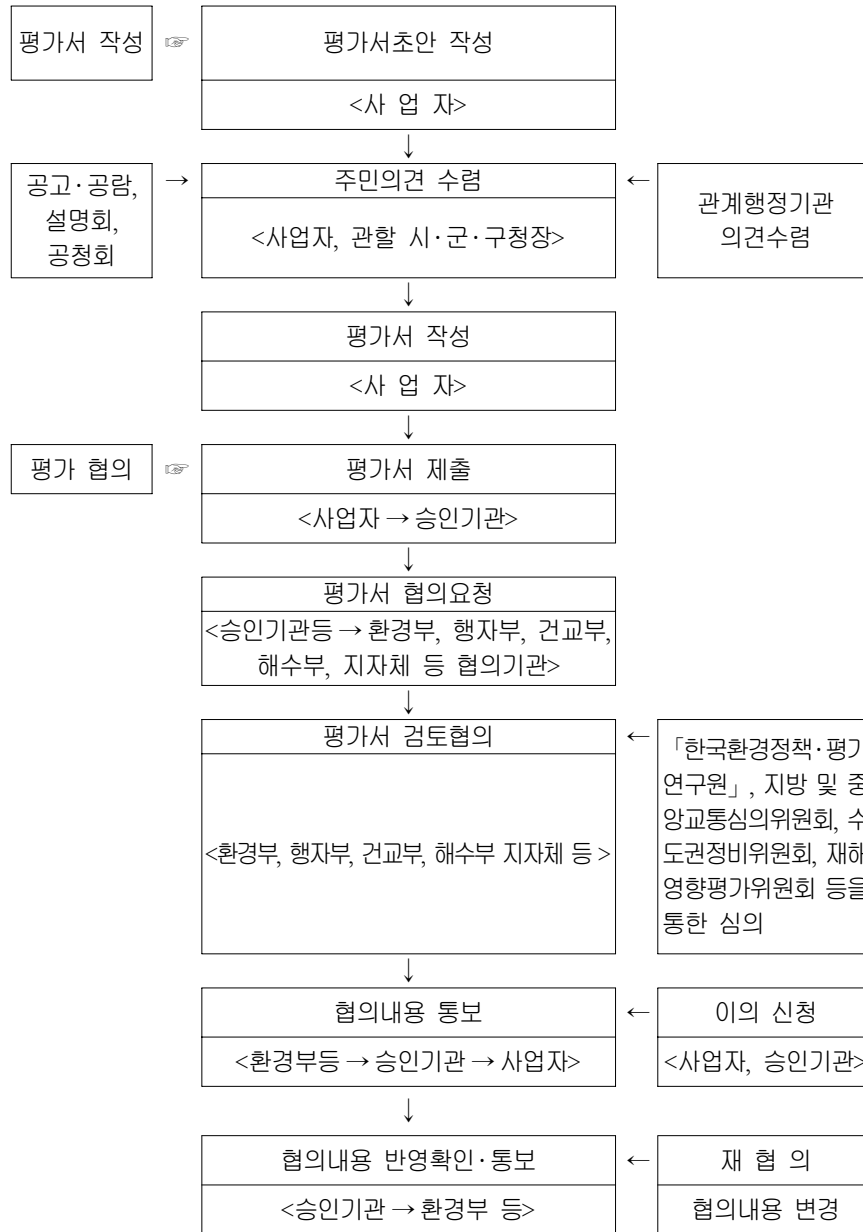 평가서 작성 ☞ 평가서초안 작성
<사 업 자>
↓
공고·공람,
설명회,
공청회
→
주민의견 수렴
<사업자, 관할 시·군·구청장>
←
관계행정기관
의견수렴
↓
평가서 작성
<사 업 자>
↓
평가 협의 ☞ 평가서 제출
<사업자→승인기관>
↓
평가서 협의요청
<승인기관등→환경부, 행자부, 건교부,
해수부, 지자체 등 협의기관>
↓
평가서 검토협의
<환경부, 행자부, 건교부, 해수부 지자체 등 >
←
「한국환경정책·평가
연구원」, 지방 및 중
앙교통심의위원회, 수
도권정비위원회, 재해
영향평가위원회 등을
통한 심의
↓
협의내용 통보
<환경부등→승인기관→사업자>
←
이의 신청
<사업자, 승인기관>
↓
협의내용 반영확인·통보
<승인기관→환경부 등>
←
재 협 의
협의내용 변경